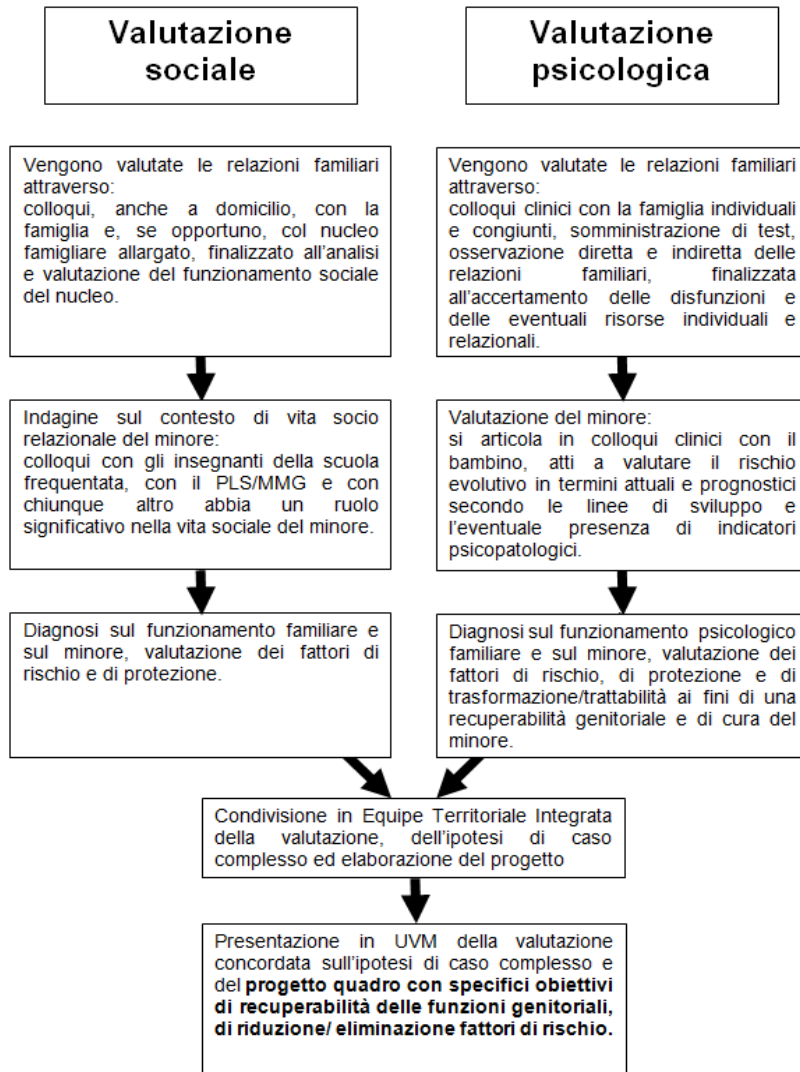 Valutazione
sociale
Valutazione
psicologica
Vengono valutate le relazioni familiari
attraverso:
colloqui, anche a domicilio, con la
famiglia e, se opportuno, col nucleo
famigliare allargato, finalizzato all'analisi
e valutazione del funzionamento sociale
del nucleo.
Vengono valutate le relazioni familiari
attraverso:
colloqui clinici con la famiglia individuali
e congiunti, somministrazione di test,
osservazione diretta e indiretta delle
relazioni familiari, finalizzata
all'accertamento delle disfunzioni e
delle eventuali risorse individuali e
relazionali.
Indagine sul contesto di vita socio
relazionale del minore:
colloqui con gli insegnanti della scuola
frequentata, con il PLS/MMG e con
chiunque altro abbia un ruolo
significativo nella vita sociale del minore.
Valutazione del minore:
si articola in colloqui clinici con il
bambino, atti a valutare il rischio
evolutivo in termini attuali e prognostici
secondo le linee di sviluppo e
l'eventuale presenza di indicatori
psicopatologici.
Diagnosi sul funzionamento familiare e
sul minore, valutazione dei fattori di
rischio e di protezione.
Diagnosi sul funzionamento psicologico
familiare e sul minore, valutazione dei
fattori di rischio, di protezione e di
trasformazione/trattabilità ai fini di una
recuperabilità genitoriale e di cura del
minore.
Condivisione in Equipe Territoriale Integrata
della valutazione, dell'ipotesi di caso
complesso ed elaborazione del progetto
Presentazione in UVM della valutazione
concordata sull'ipotesi di caso complesso e
del progetto quadro con specifici obiettivi
di recuperabilità delle funzioni genitoriali,
di riduzione/ eliminazione fattori di rischio.